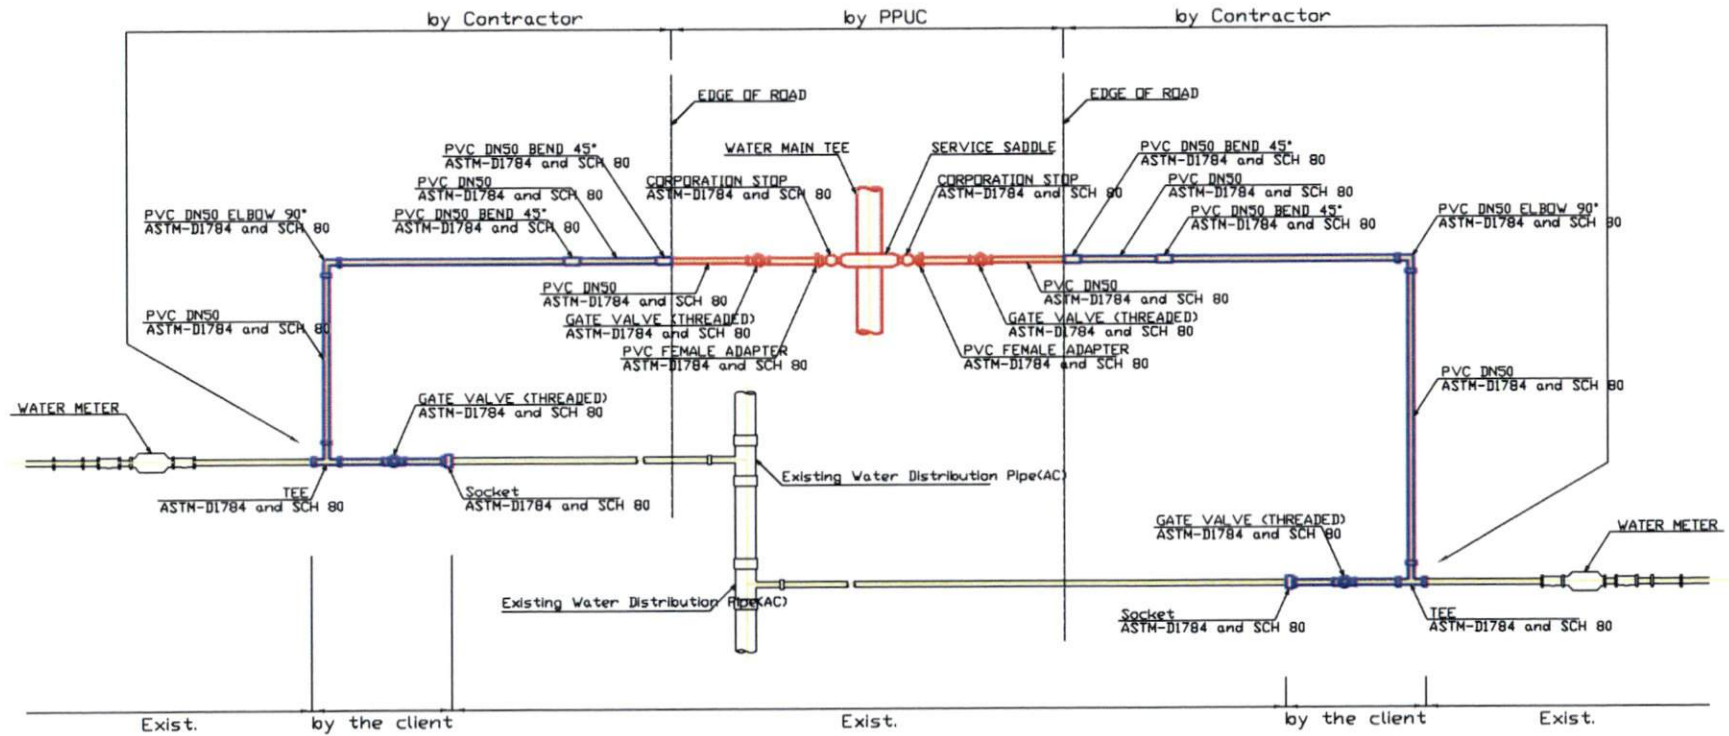 by Contractor
by PPUC
by Contractor
EDGE OF ROAD
EDGE OF ROAD
PVC DN50 BEND 45°
ASTM-D1784 and SCH 80
WATER MAIN TEE
SERVICE SADDLE
PVC DN50 BEND 45°
ASTM-D1784 and SCH 80
PVC DN50
ASTM-D1784 and SCH 80
CORPORATION STOP
ASTM-D1784 and SCH 80
CORPORATION STOP
ASTM-D1784 and SCH 80
PVC DN50
ASTM-D1784 and SCH 80
PVC DN50 ELBOW 90°
ASTM-D1784 and SCH 80
PVC DN50 BEND 45°
ASTM-D1784 and SCH 80
PVC DN50 BEND 45°
ASTM-D1784 and SCH 80
PVC DN50 ELBOW 90°
ASTM-D1784 and SCH 80
PVC DN50
ASTM-D1784 and SCH 80
PVC DN50
ASTM-D1784 and SCH 80
PVC DN50
ASTM-D1784 and SCH 80
GATE VALVE (THREADED)
ASTM-D1784 and SCH 80
GATE VALVE (THREADED)
ASTM-D1784 and SCH 80
PVC FEMALE ADAPTER
ASTM-D1784 and SCH 80
PVC FEMALE ADAPTER
ASTM-D1784 and SCH 80
PVC DN50
ASTM-D1784 and SCH 80
WATER METER
GATE VALVE (THREADED)
ASTM-D1784 and SCH 80
Existing Water Distribution Pipe(AC)
TEE
ASTM-D1784 and SCH 80
Socket
ASTM-D1784 and SCH 80
GATE VALVE (THREADED)
ASTM-D1784 and SCH 80
WATER METER
Existing Water Distribution Pipe(AC)
Socket
ASTM-D1784 and SCH 80
TEE
ASTM-D1784 and SCH 80
Exist.
by the client
Exist.
by the client
Exist.